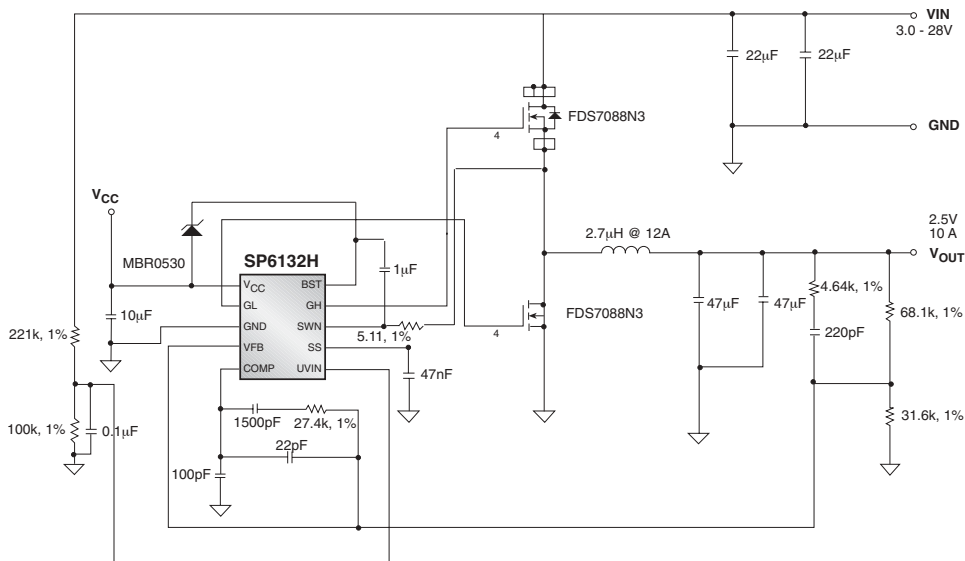 VIN
3.0 - 28V
22μF
22μF
FDS7088N3
4
GND
VCC
2.5V
10 A
2.7μH @ 12A
VOUT
MBR0530
SP6132H
1μF
VCC
BST
4.64k, 1%
GL
GH
47μF
47μF
FDS7088N3
10μF
68.1k, 1%
GND
SWN
221k, 1%
5.11, 1%
4
220pF
VFB
SS
COMP
UVIN
47nF
1500pF
27.4k, 1%
31.6k, 1%
100k, 1%
0.1μF
22pF
100pF